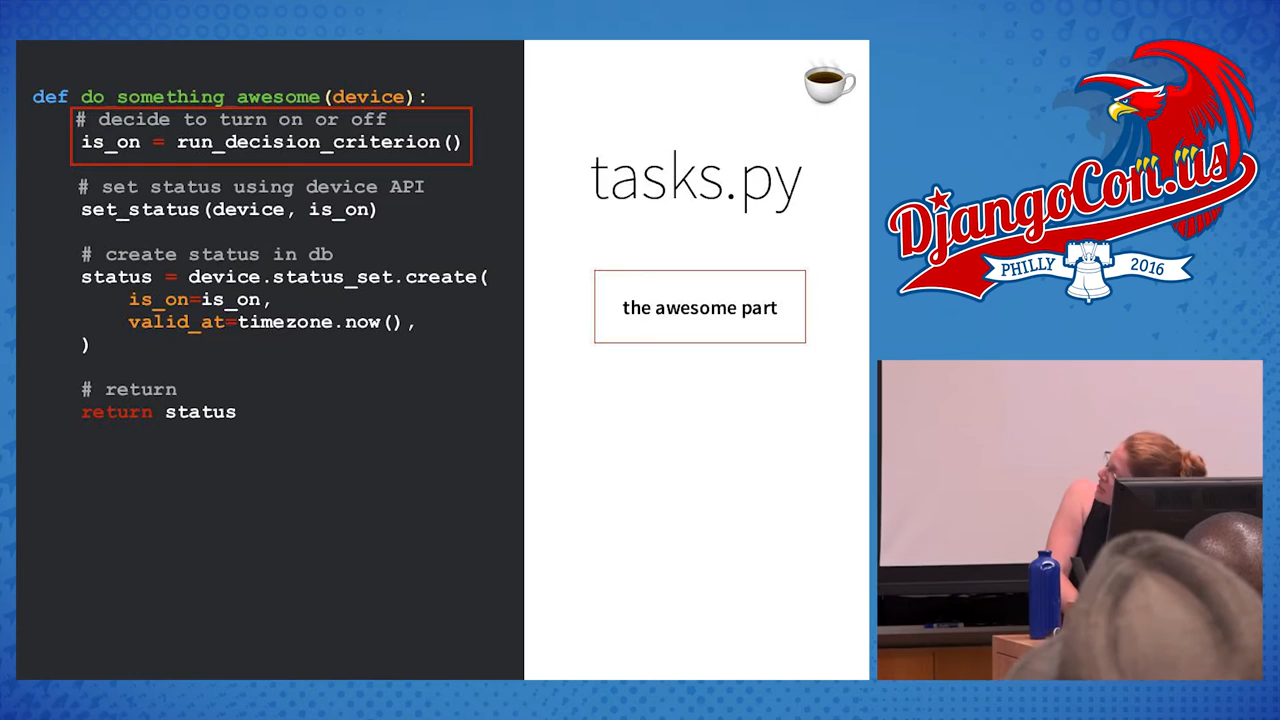 def do_something_awesome(device):
# decide to turn on or off
is_on = run_decision_criterion()
# set status using device API
set_status(device, is_on)
# create status in db
status = device.status_set.create(
is_on=is_on,
valid_at=timezone.now(),
)
# return
return status
tasks.py
the awesome part
DjangoCon.us
PHILLY 2016